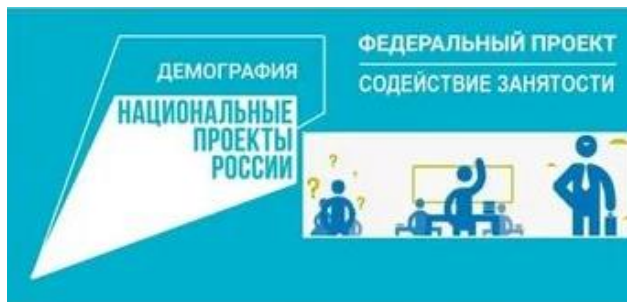 ДЕМОГРАФИЯ
НАЦИОНАЛЬНЫЕ
ПРОЕКТЫ
РОССИИ
ФЕДЕРАЛЬНЫЙ ПРОЕКТ
СОДЕЙСТВИЕ ЗАНЯТОСТИ
? ? ? ?